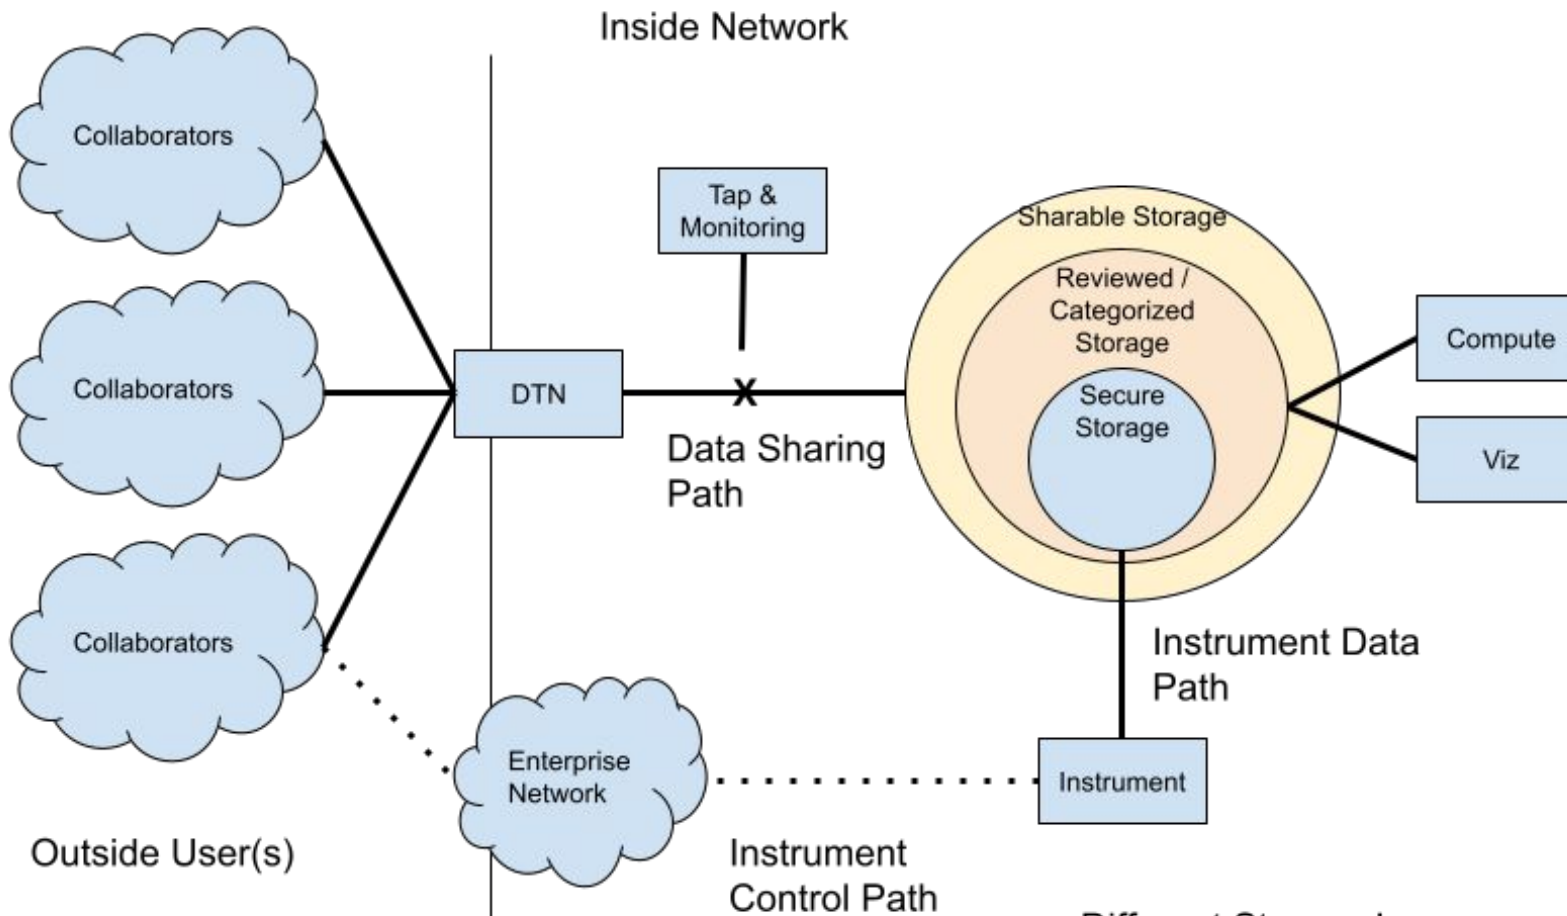 Inside Network
Collaborators
Tap &
Monitoring
Sharable Storage
Reviewed /
Categorized
Storage
Compute
Collaborators
DTN
X
Secure
Storage
Data Sharing
Path
Viz
Collaborators
Instrument Data
Path
Enterprise
Network
Instrument
Outside User(s)
Instrument
Control Path